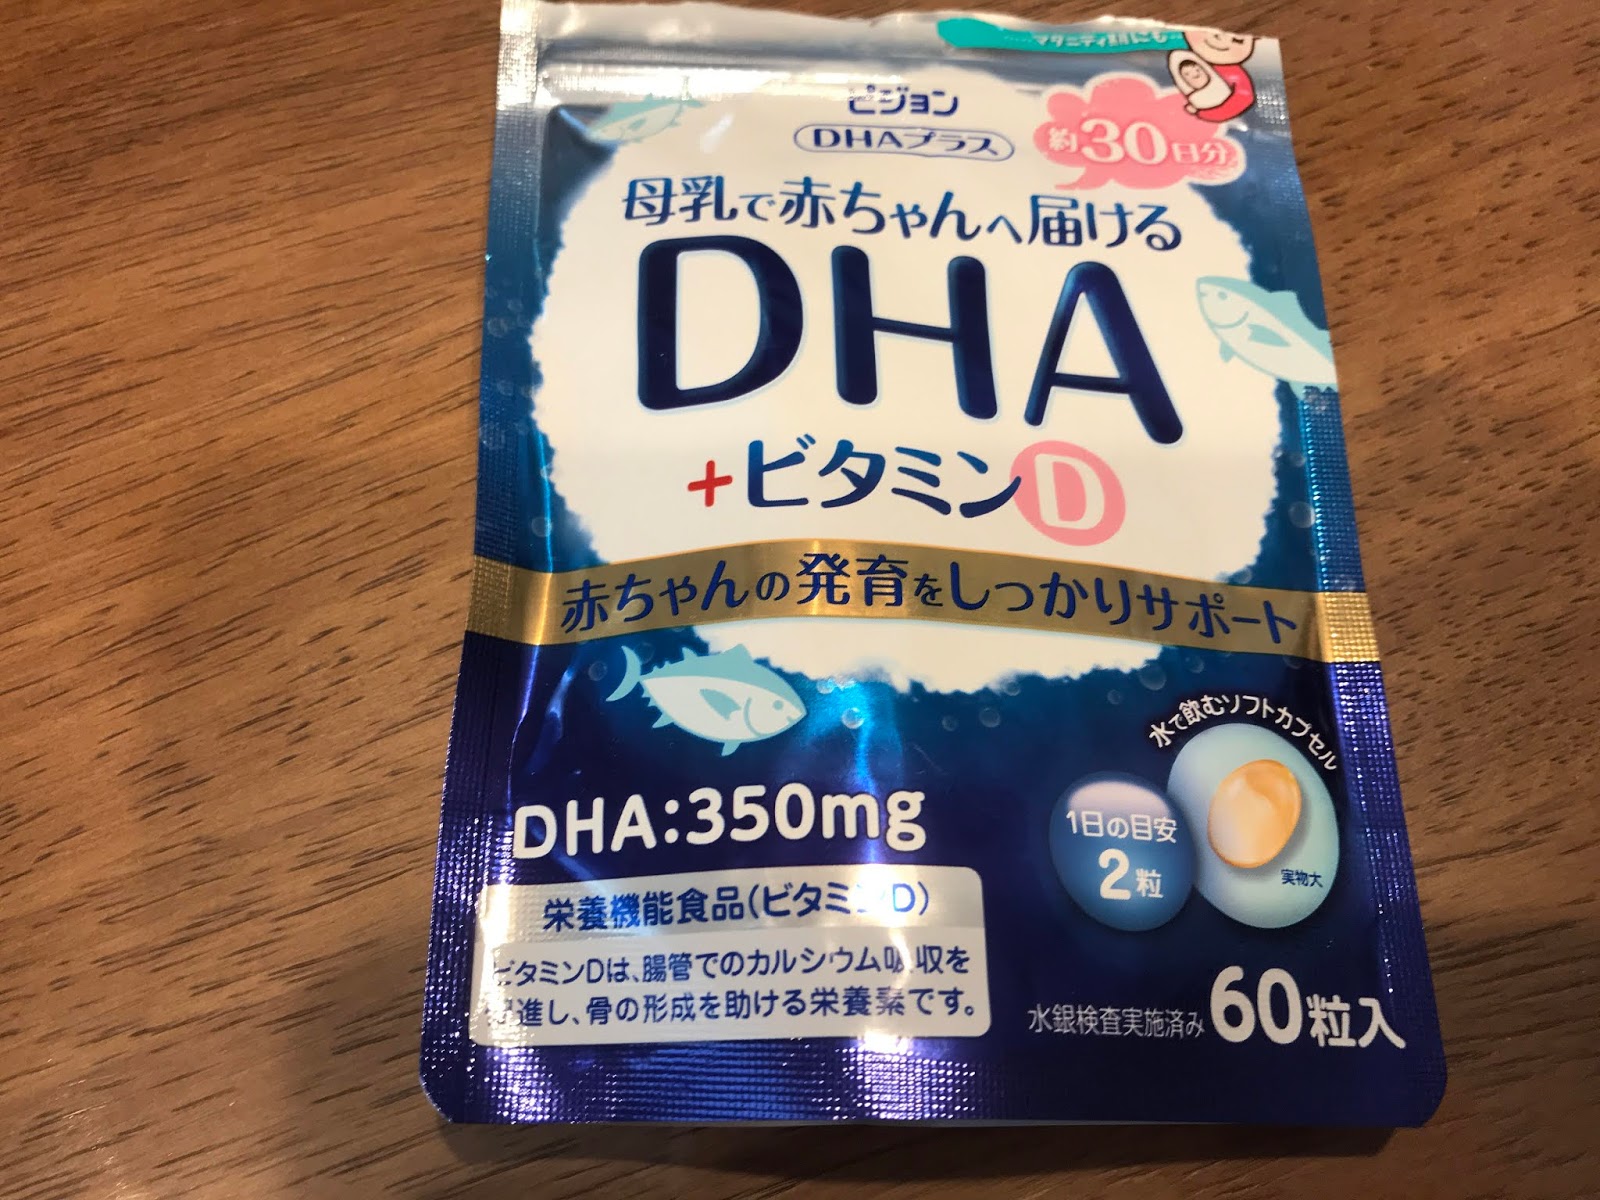 マタニティ期にも
ピジョン
DHAプラス
約30日分
母乳で赤ちゃんへ届ける
DHA
+ビタミンD
赤ちゃんの発育をしっかりサポート
水で飲むソフトカプセル
DHA:350mg
1日の目安
2粒
実物大
栄養機能食品(ビタミンD)
ビタミンDは、腸管でのカルシウム吸収を
促進し、骨の形成を助ける栄養素です。
水銀検査実施済み 60粒入